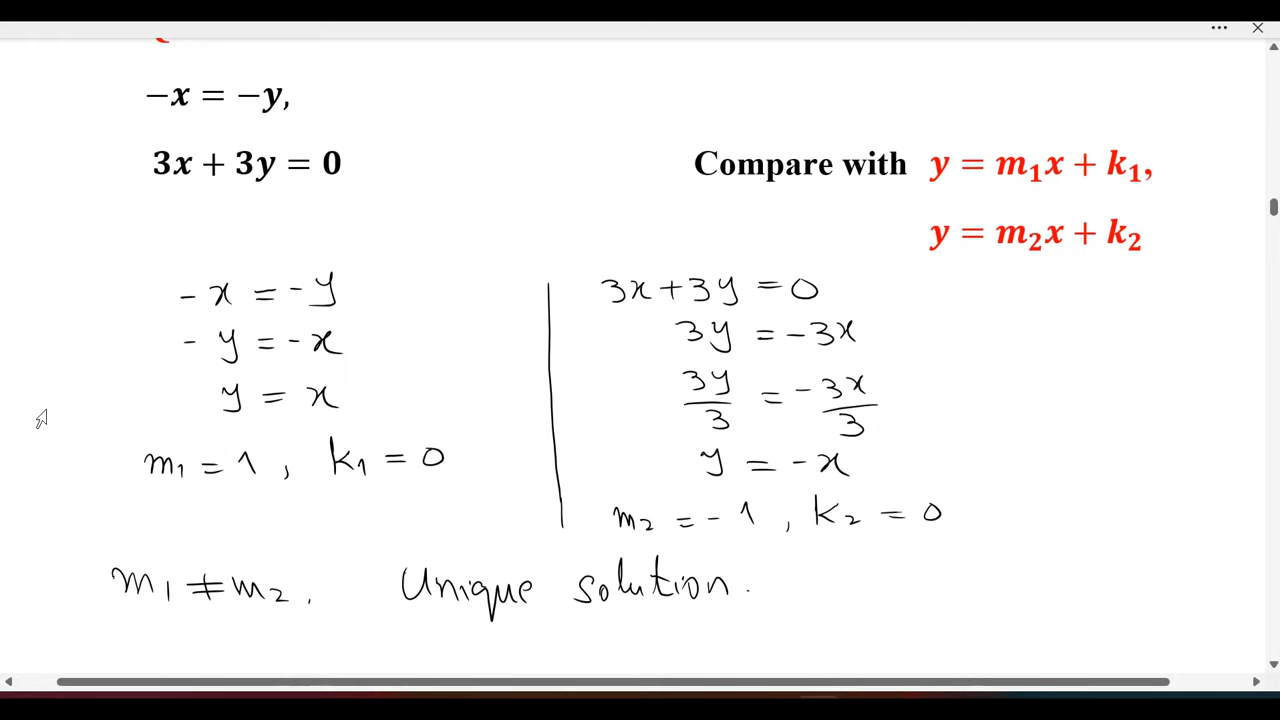 −x = −y,
3x + 3y = 0
Compare with y = m₁x + k₁,
y = m₂x + k₂
- x = - y
- y = - x
y = x
m₁ = 1 , k₁ = 0
3x + 3y = 0
3y = - 3x
3y/3 = - 3x/3
y = - x
m₂ = - 1 , k₂ = 0
m₁ ≠ m₂ . Unique solution.